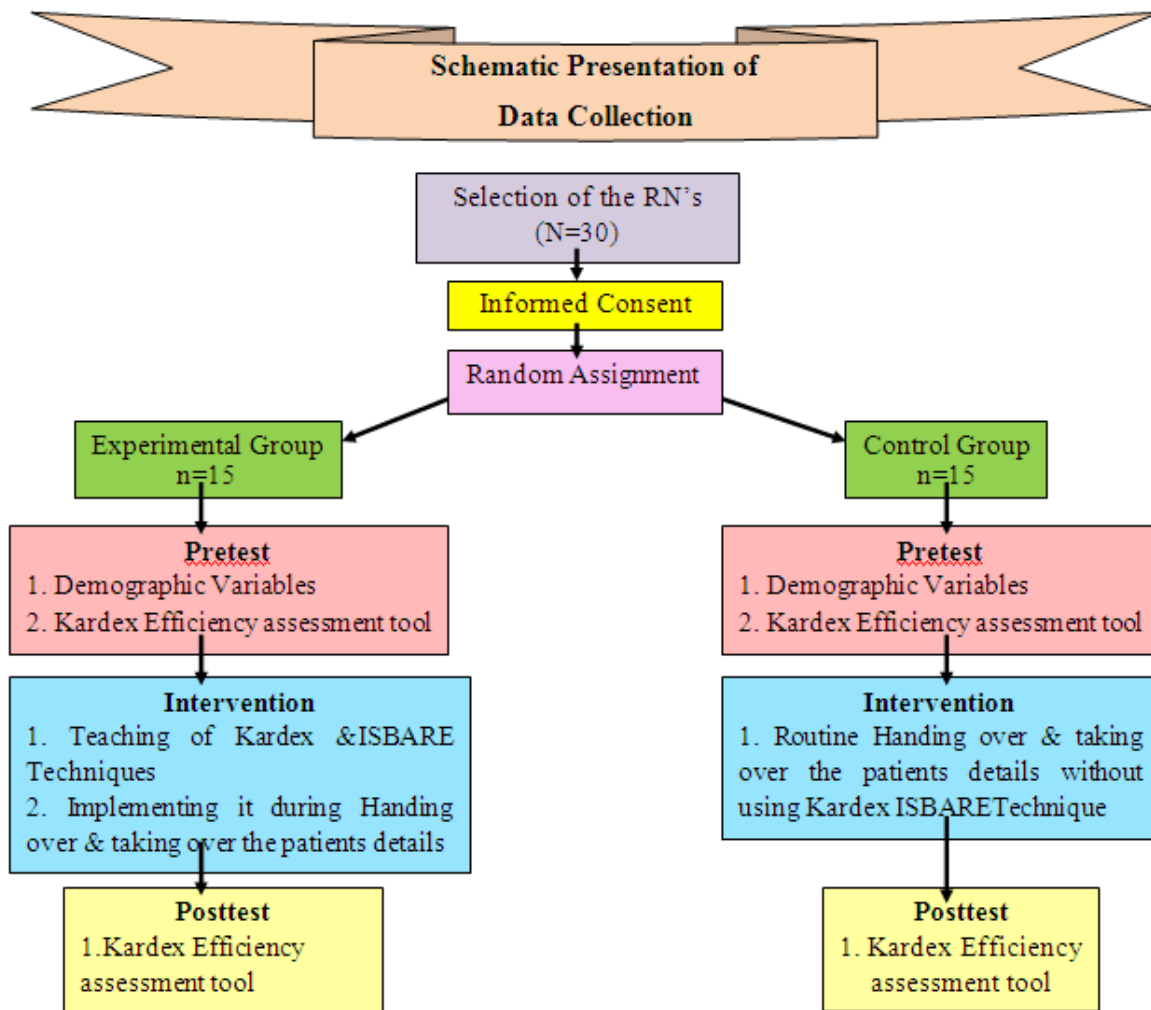 Schematic Presentation of
Data Collection
Selection of the RN's
(N=30)
Informed Consent
Random Assignment
Experimental Group
n=15
Control Group
n=15
Pretest
1. Demographic Variables
2. Kardex Efficiency assessment tool
Pretest
1. Demographic Variables
2. Kardex Efficiency assessment tool
Intervention
1. Teaching of Kardex &ISBARE
Techniques
2. Implementing it during Handing
over & taking over the patients details
Intervention
1. Routine Handing over & taking
over the patients details without
using Kardex ISBARETechnique
Posttest
1.Kardex Efficiency
assessment tool
Posttest
1. Kardex Efficiency
assessment tool